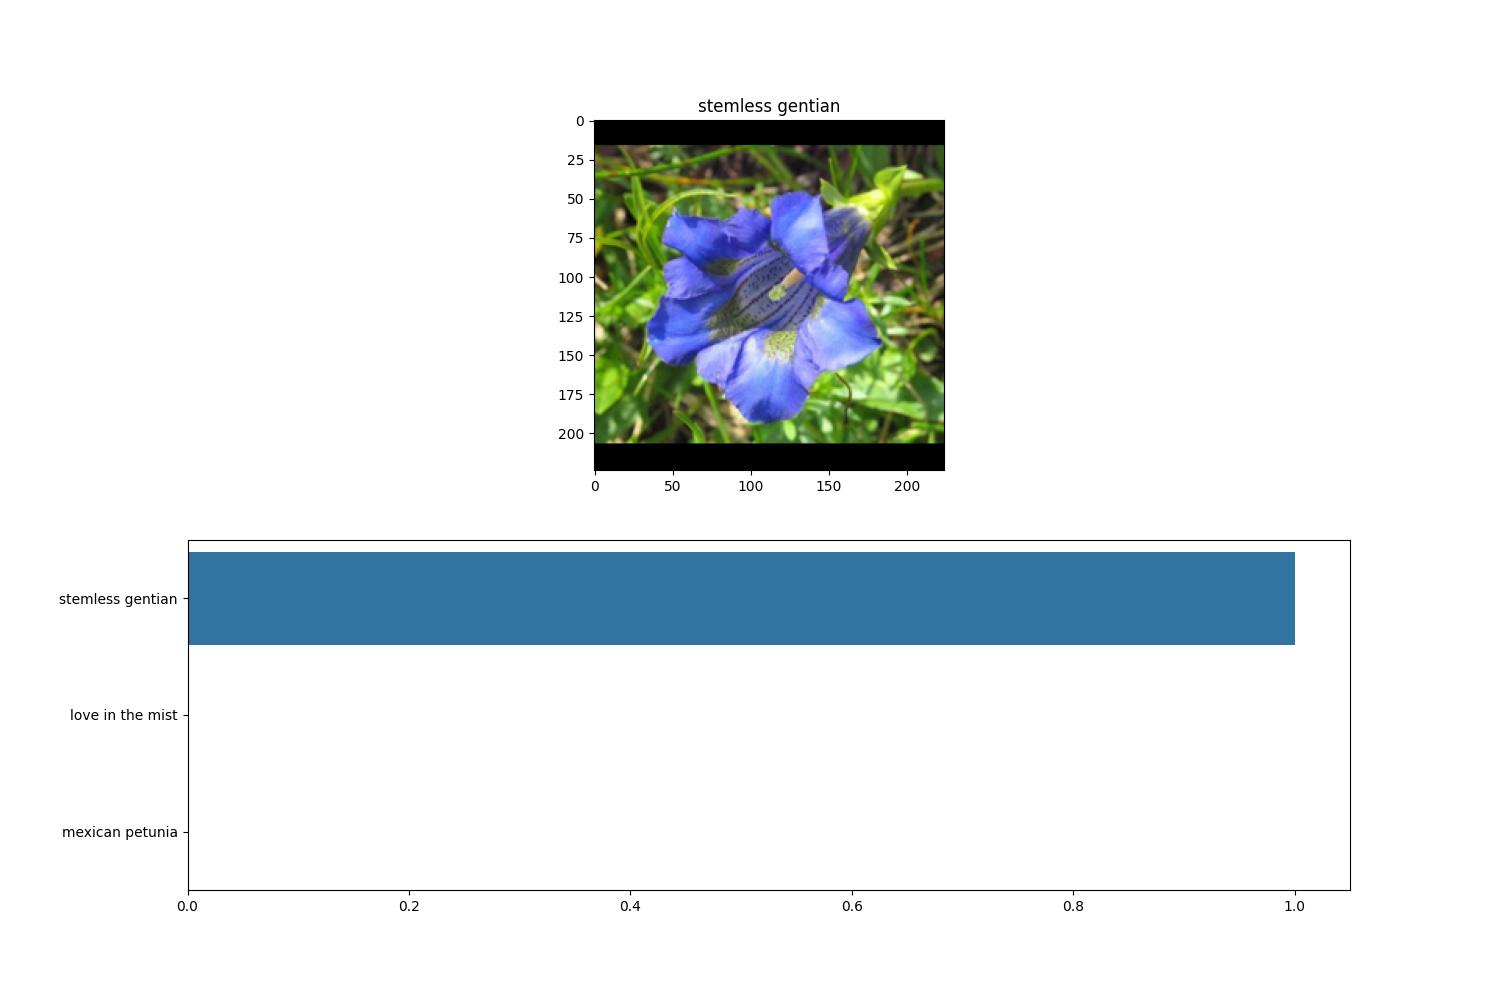 stemless gentian
0
25
50
75
100
125
150
175
200
0 50 100 150 200
stemless gentian
love in the mist
mexican petunia
0.0 0.2 0.4 0.6 0.8 1.0